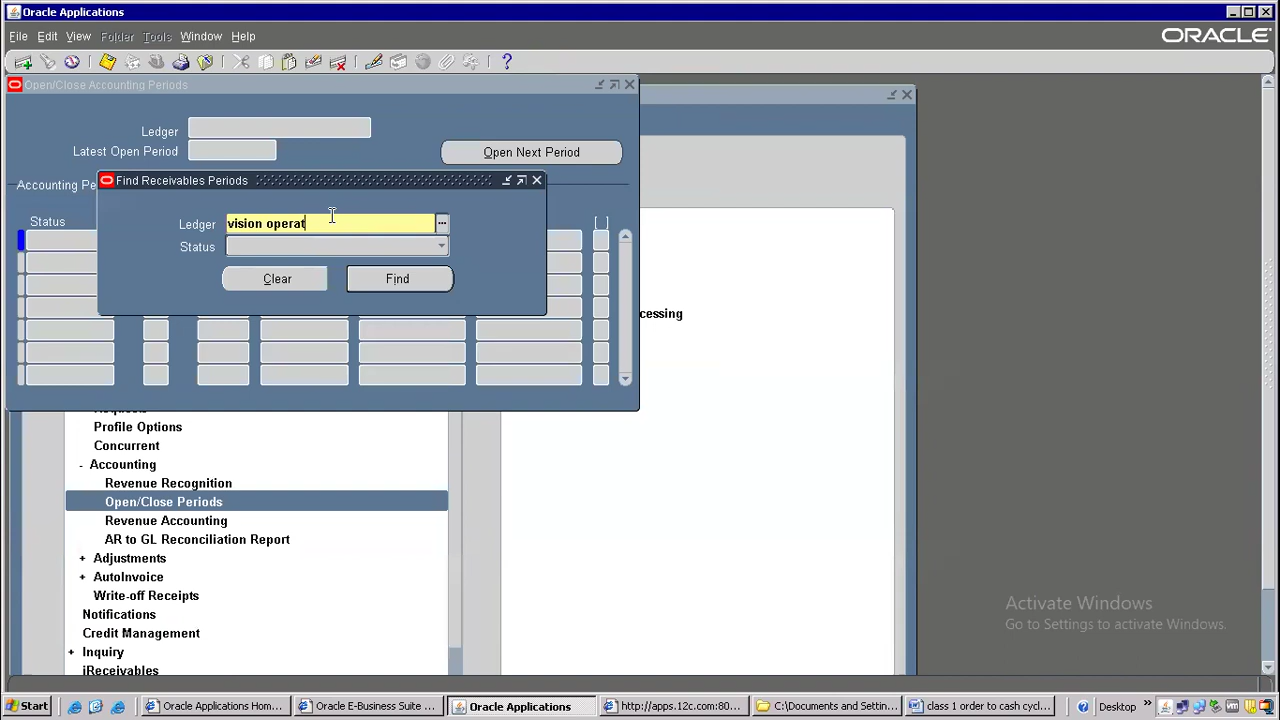 Oracle Applications
File Edit View Folder Tools Window Help
ORACLE
Open/Close Accounting Periods
Ledger
Latest Open Period
Open Next Period
Accounting Pe
Find Receivables Periods
Status
[ ]
Ledger vision operat
Status
Clear Find
cessing
Profile Options
Concurrent
- Accounting
Revenue Recognition
Open/Close Periods
Revenue Accounting
AR to GL Reconciliation Report
+ Adjustments
+ AutoInvoice
Write-off Receipts
Notifications
Credit Management
+ Inquiry
iReceivables
Activate Windows
Go to Settings to activate Windows.
Start
Oracle Applications Hom...
Oracle E-Business Suite ...
Oracle Applications
http://apps.12c.com:80...
C:\Documents and Settin...
class 1 order to cash cycl...
Desktop »